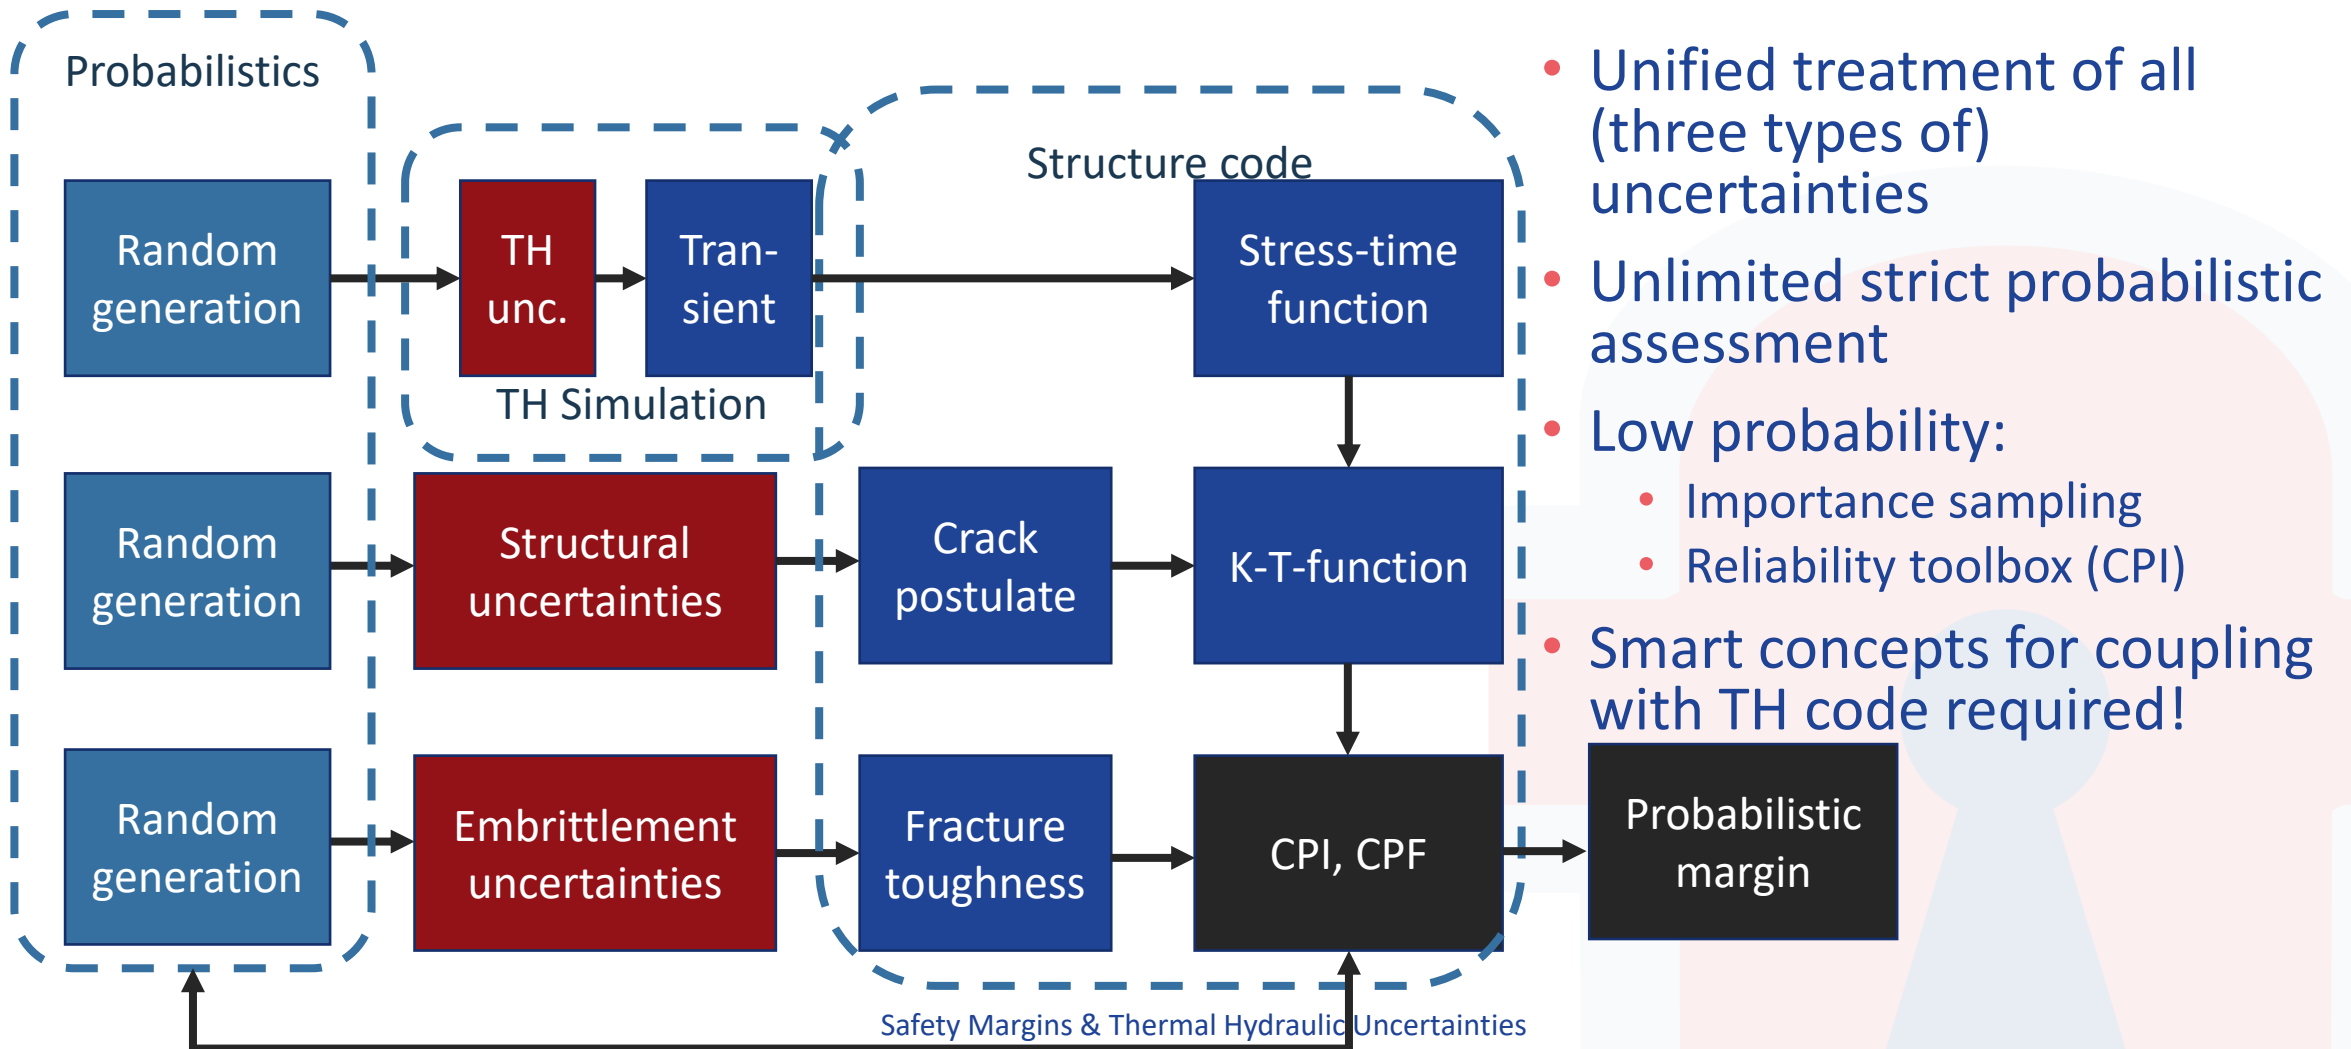 Probabilistics
Random
generation
TH
unc.
Tran-
sient
TH Simulation
Structure code
Stress-time
function
Random
generation
Structural
uncertainties
Crack
postulate
K-T-function
Random
generation
Embrittlement
uncertainties
Fracture
toughness
CPI, CPF
Probabilistic
margin
• Unified treatment of all
(three types of)
uncertainties
• Unlimited strict probabilistic
assessment
• Low probability:
• Importance sampling
• Reliability toolbox (CPI)
• Smart concepts for coupling
with TH code required!
Safety Margins & Thermal Hydraulic Uncertainties